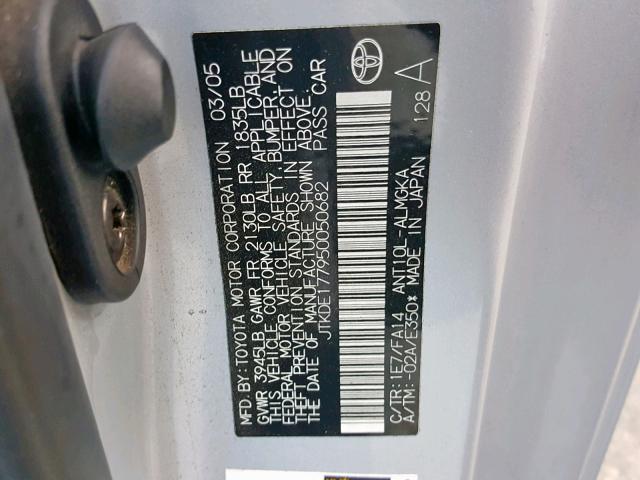 MFD.BY:TOYOTA MOTOR CORPORATION 03/05
GVWR 3945LB GAWR FR 2130LB RR 1835LB
THIS VEHICLE CONFORMS TO ALL APPLICABLE
FEDERAL MOTOR VEHICLE SAFETY, BUMPER, AND
THEFT PREVENTION STANDARDS IN EFFECT ON
THE DATE OF MANUFACTURE SHOWN ABOVE.
JTKDE177950050682 PASS CAR
C/TR:1E7/FA14 ANT10L-ALMGKA
A/TM:-02A/E350* MADE IN JAPAN
128 A